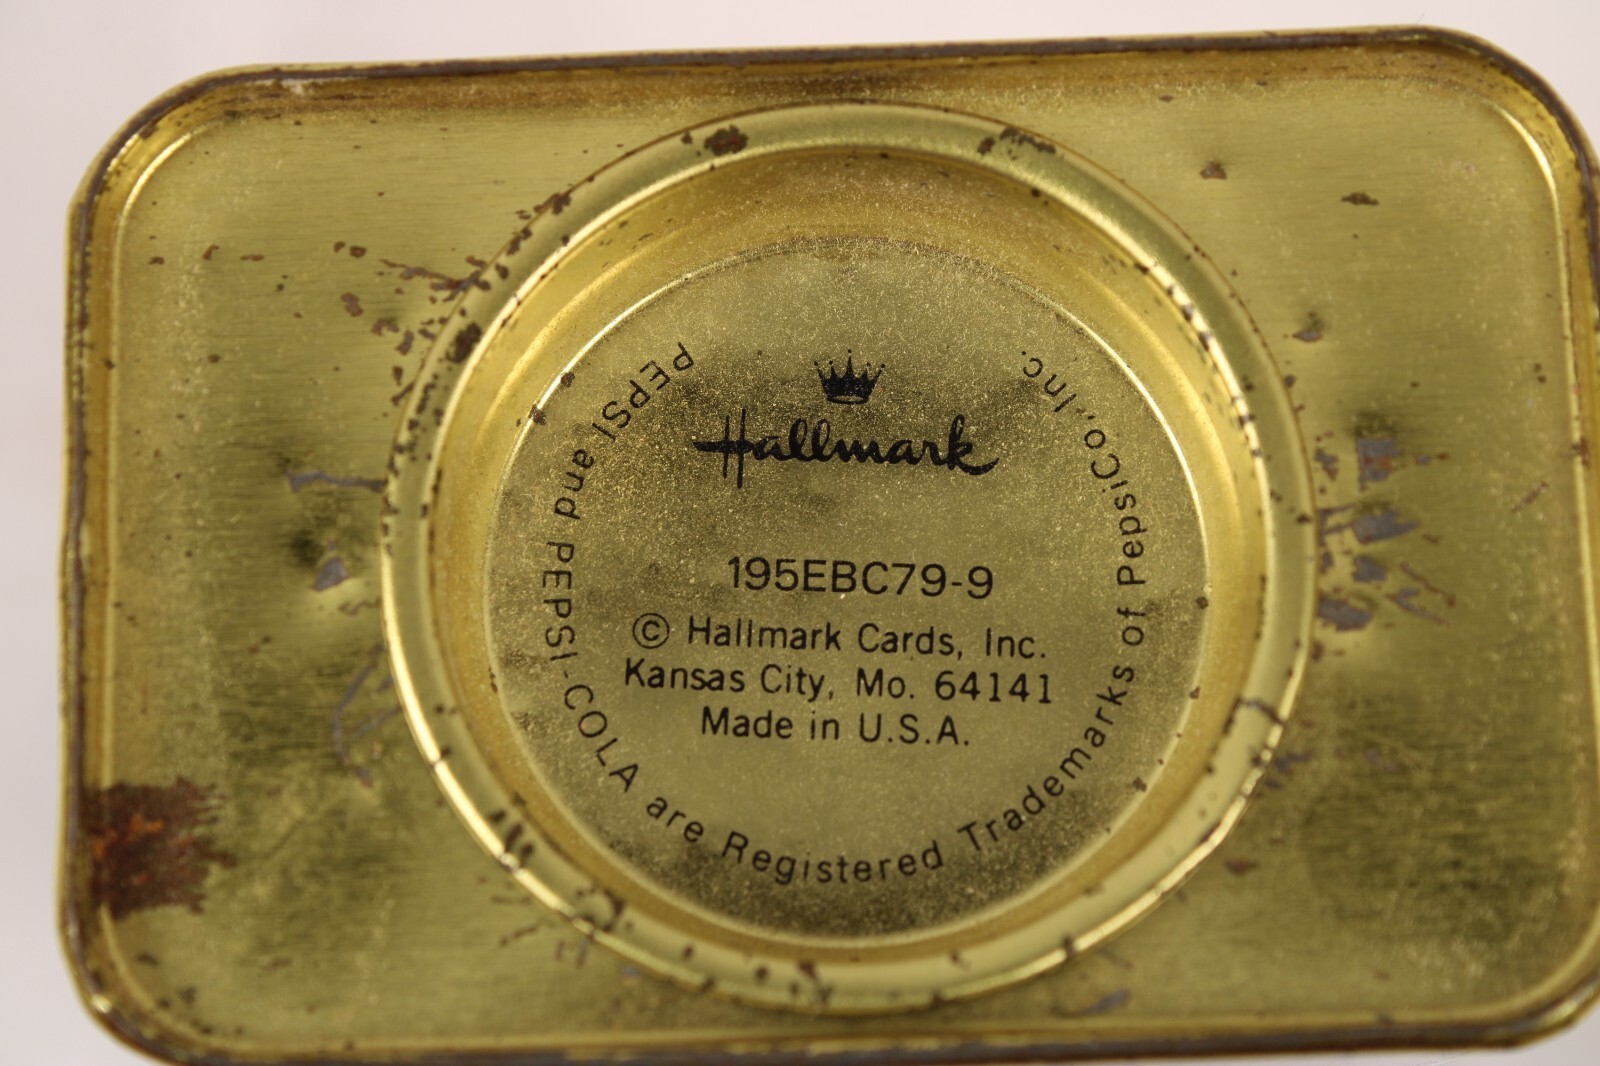 Hallmark
195EBC79-9
© Hallmark Cards, Inc.
Kansas City, Mo. 64141
Made in U.S.A.
PEPSI and PEPSI-COLA are Registered Trademarks of PepsiCo., Inc.